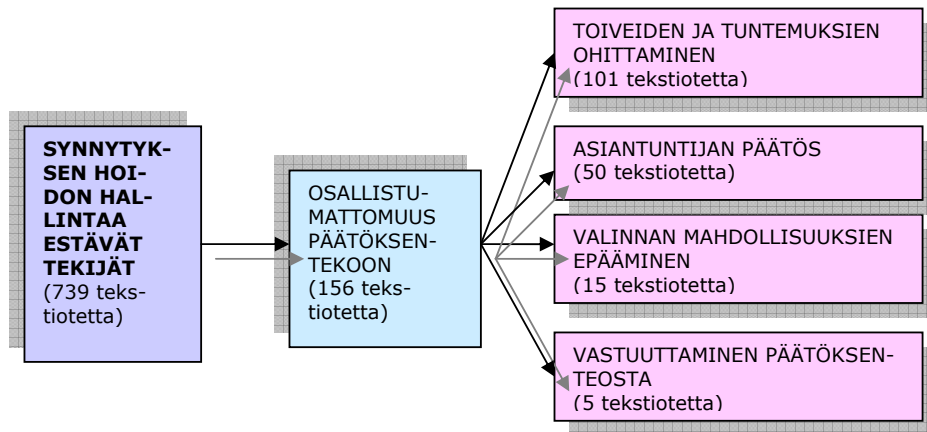 SYNNYTYK-
SEN HOI-
DON HAL-
LINTAA
ESTÄVÄT
TEKIJÄT
(739 teks-
tiotetta)
OSALLISTU-
MATTOMUUS
PÄÄTÖKSEN-
TEKOON
(156 teks-
tiotetta)
TOIVEIDEN JA TUNTEMUKSIEN
OHITTAMINEN
(101 tekstiotetta)
ASIANTUNTIJAN PÄÄTÖS
(50 tekstiotetta)
VALINNAN MAHDOLLISUUKSIEN
EPÄÄMINEN
(15 tekstiotetta)
VASTUUTTAMINEN PÄÄTÖKSEN-
TEOSTA
(5 tekstiotetta)